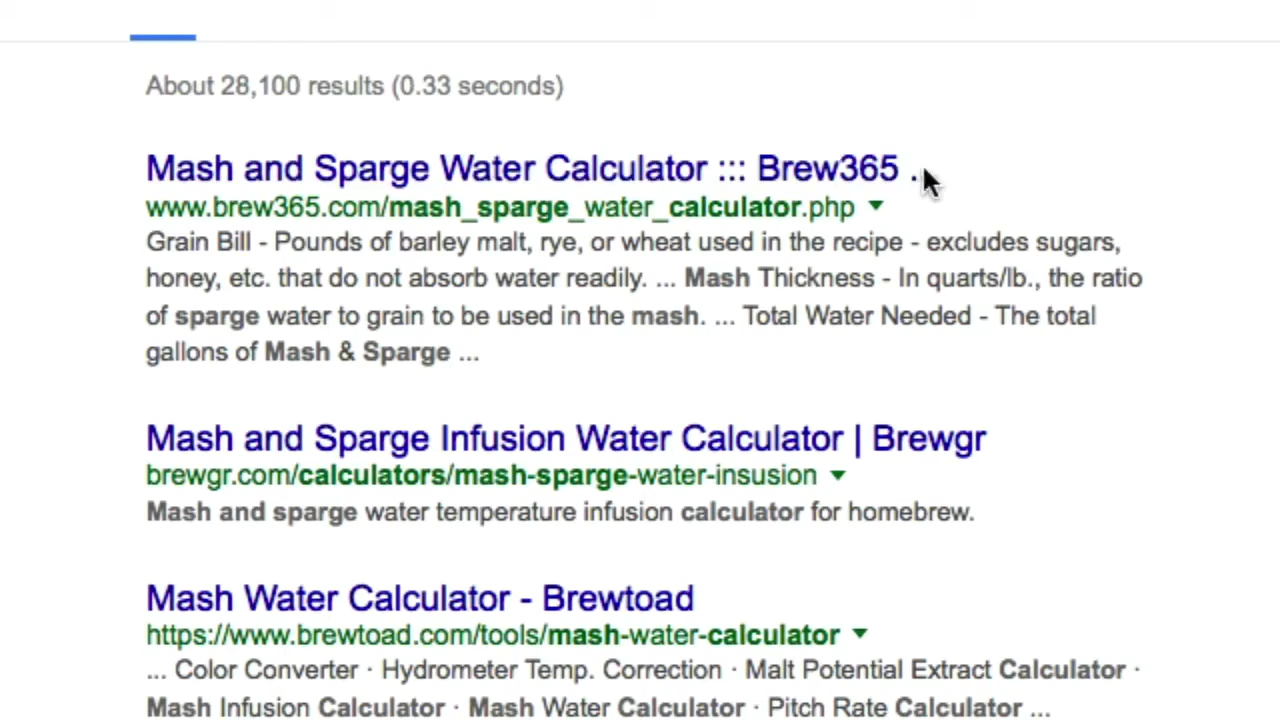 About 28,100 results (0.33 seconds)
Mash and Sparge Water Calculator ::: Brew365 .
www.brew365.com/mash_sparge_water_calculator.php
Grain Bill - Pounds of barley malt, rye, or wheat used in the recipe - excludes sugars,
honey, etc. that do not absorb water readily. ... Mash Thickness - In quarts/lb., the ratio
of sparge water to grain to be used in the mash. ... Total Water Needed - The total
gallons of Mash & Sparge ...
Mash and Sparge Infusion Water Calculator | Brewgr
brewgr.com/calculators/mash-sparge-water-insusion
Mash and sparge water temperature infusion calculator for homebrew.
Mash Water Calculator - Brewtoad
https://www.brewtoad.com/tools/mash-water-calculator
... Color Converter · Hydrometer Temp. Correction · Malt Potential Extract Calculator ·
Mash Infusion Calculator · Mash Water Calculator · Pitch Rate Calculator ...